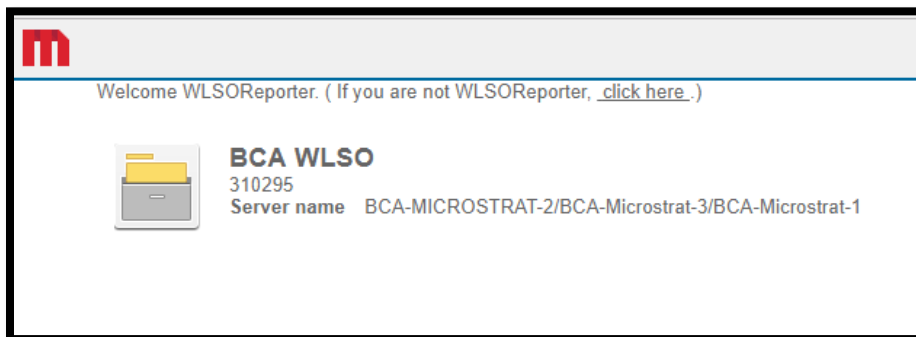 Welcome WLSOReporter. ( If you are not WLSOReporter, click here .)
BCA WLSO
310295
Server name BCA-MICROSTRAT-2/BCA-Microstrat-3/BCA-Microstrat-1